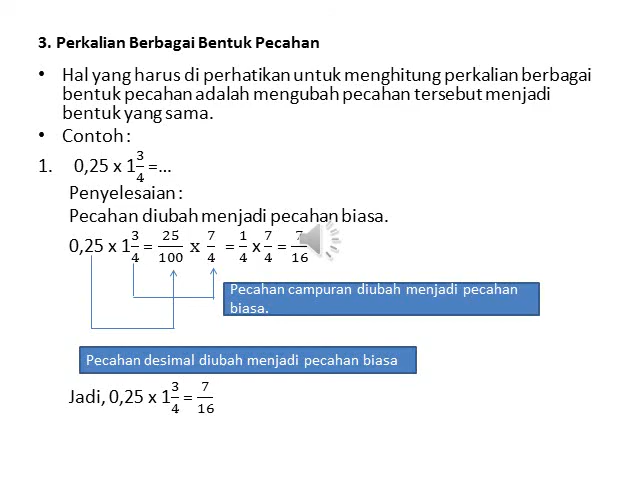 3. Perkalian Berbagai Bentuk Pecahan
• Hal yang harus di perhatikan untuk menghitung perkalian berbagai
bentuk pecahan adalah mengubah pecahan tersebut menjadi
bentuk yang sama.
• Contoh :
1. 0,25 x 1 3/4 =...
Penyelesaian :
Pecahan diubah menjadi pecahan biasa.
0,25 x 1 3/4 = 25/100 x 7/4 = 1/4 x 7/4 = 7/16
Pecahan campuran diubah menjadi pecahan
biasa.
Pecahan desimal diubah menjadi pecahan biasa
Jadi, 0,25 x 1 3/4 = 7/16